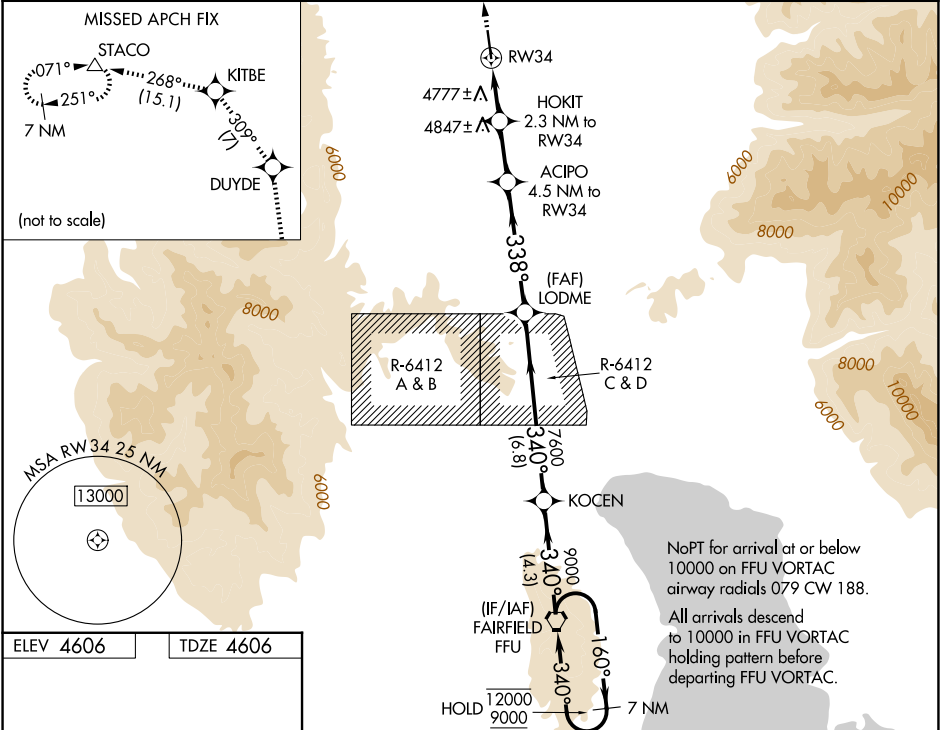 MISSED APCH FIX
STACO
071°
251°
7 NM
268°
(15.1)
KITBE
309°
(7)
DUYDE
(not to scale)
RW34
4777 ±
4847 ±
HOKIT
2.3 NM to
RW34
ACIPO
4.5 NM to
RW34
338°
(FAF)
LODME
6000
8000
6000
6000
8000
10000
8000
10000
6000
R-6412
A & B
R-6412
C & D
7600
340°
(6.8)
KOCEN
MSA RW34 25 NM
13000
9000
340°
(4.3)
(IF/IAF)
FAIRFIELD
FFU
160°
340°
HOLD
12000
9000
7 NM
NoPT for arrival at or below
10000 on FFU VORTAC
airway radials 079 CW 188.
All arrivals descend
to 10000 in FFU VORTAC
holding pattern before
departing FFU VORTAC.
ELEV 4606
TDZE 4606